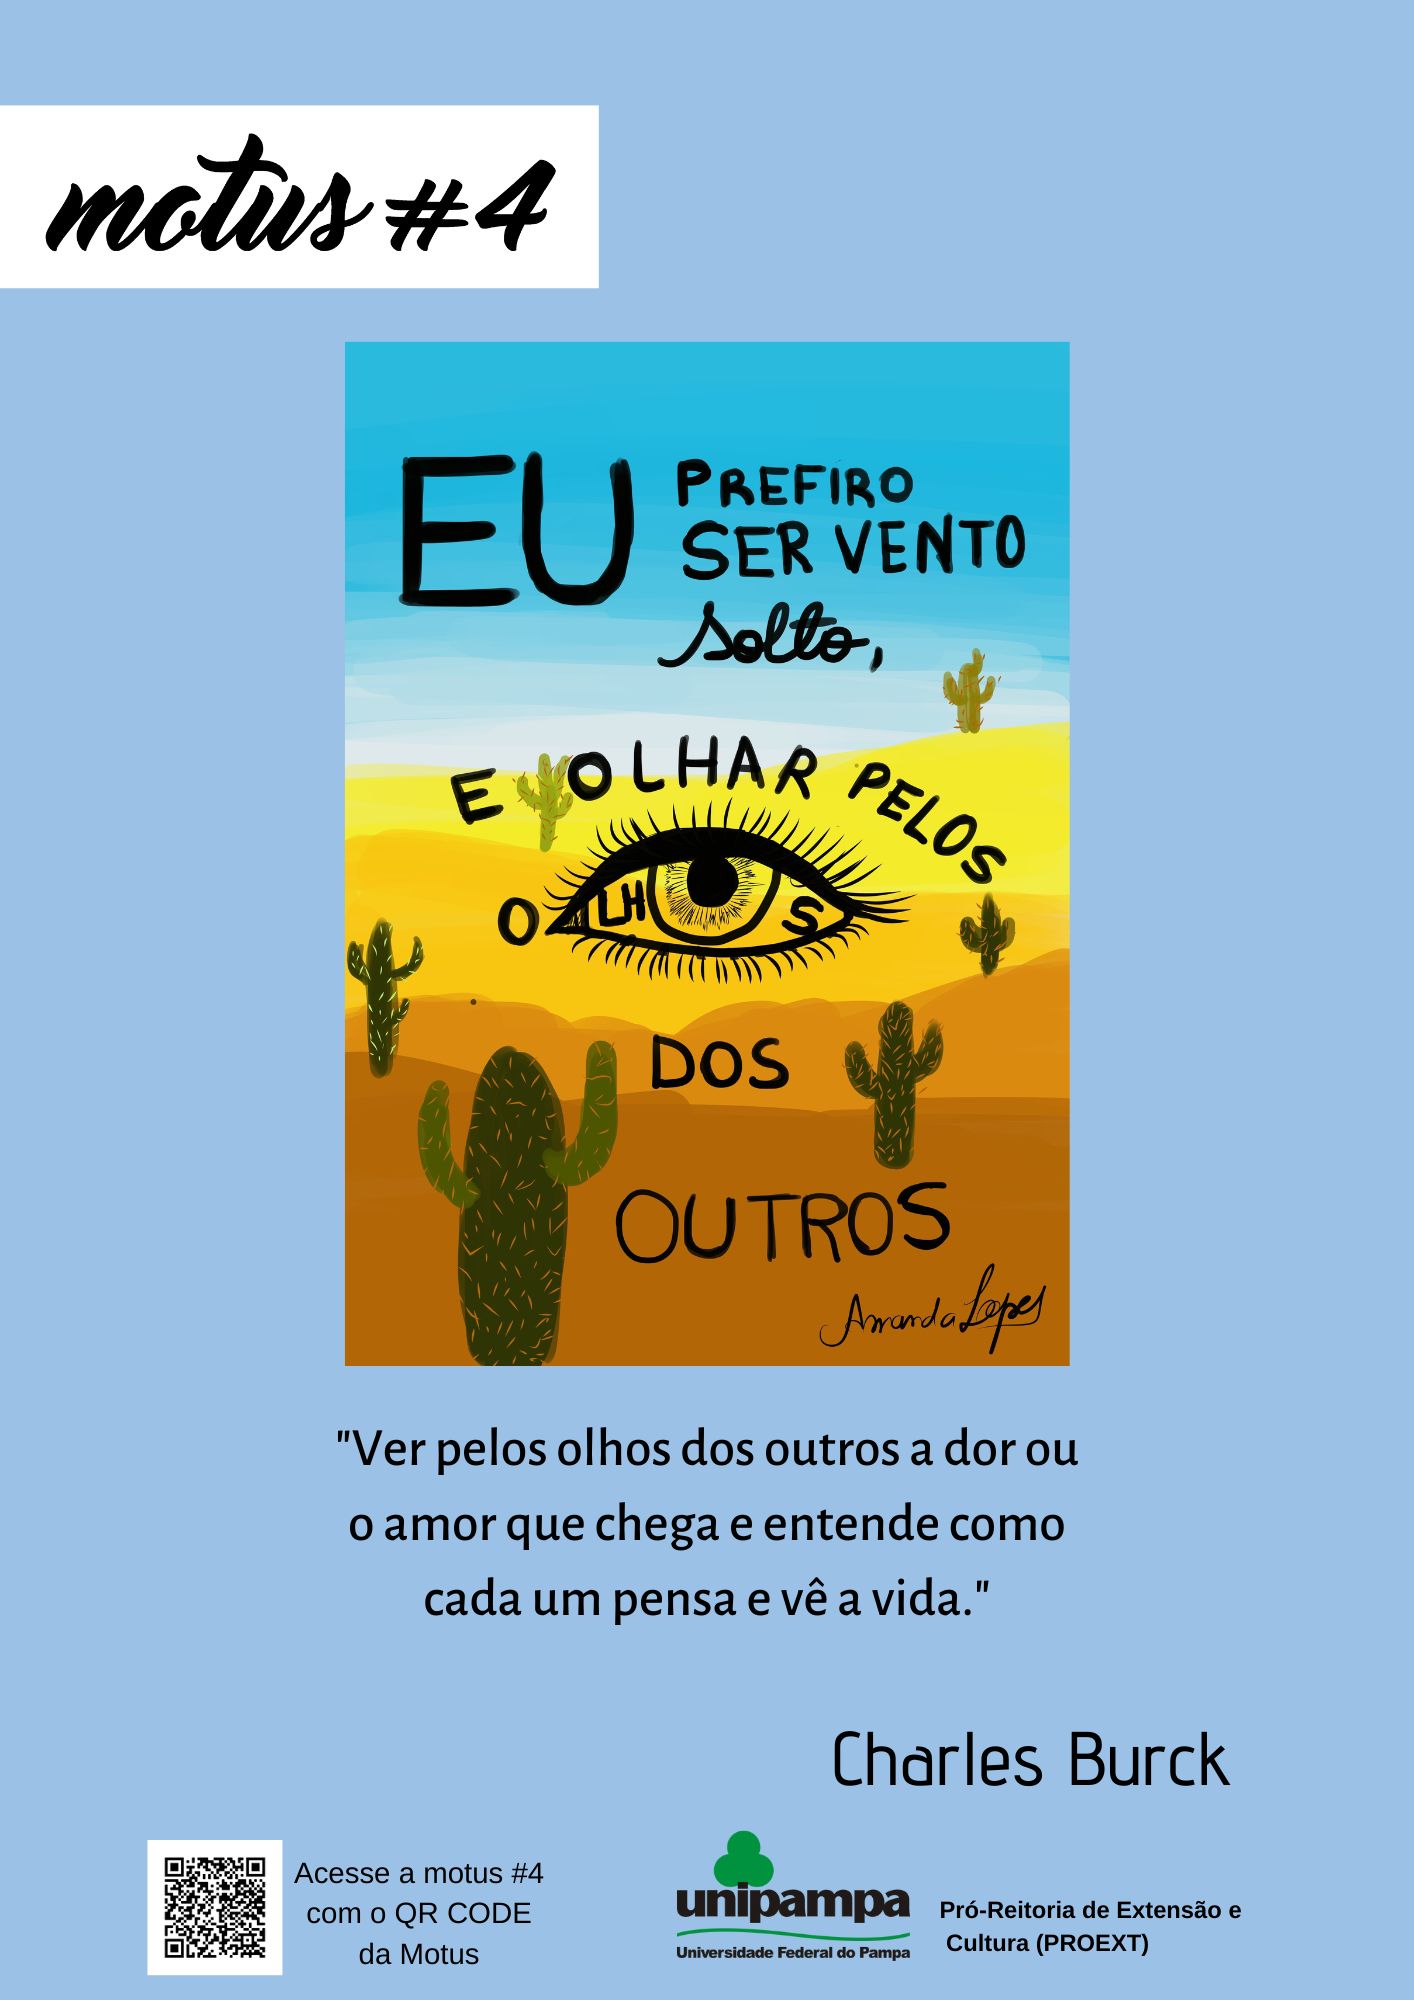 motus #4
EU PREFIRO
SER VENTO
solto,
E OLHAR PELOS
OLHOS
DOS
OUTROS
Amanda Lopes
"Ver pelos olhos dos outros a dor ou
o amor que chega e entende como
cada um pensa e vê a vida."
Charles Burck
Acesse a motus #4
com o QR CODE
da Motus
unipampa
Universidade Federal do Pampa
Pró-Reitoria de Extensão e
Cultura (PROEXT)